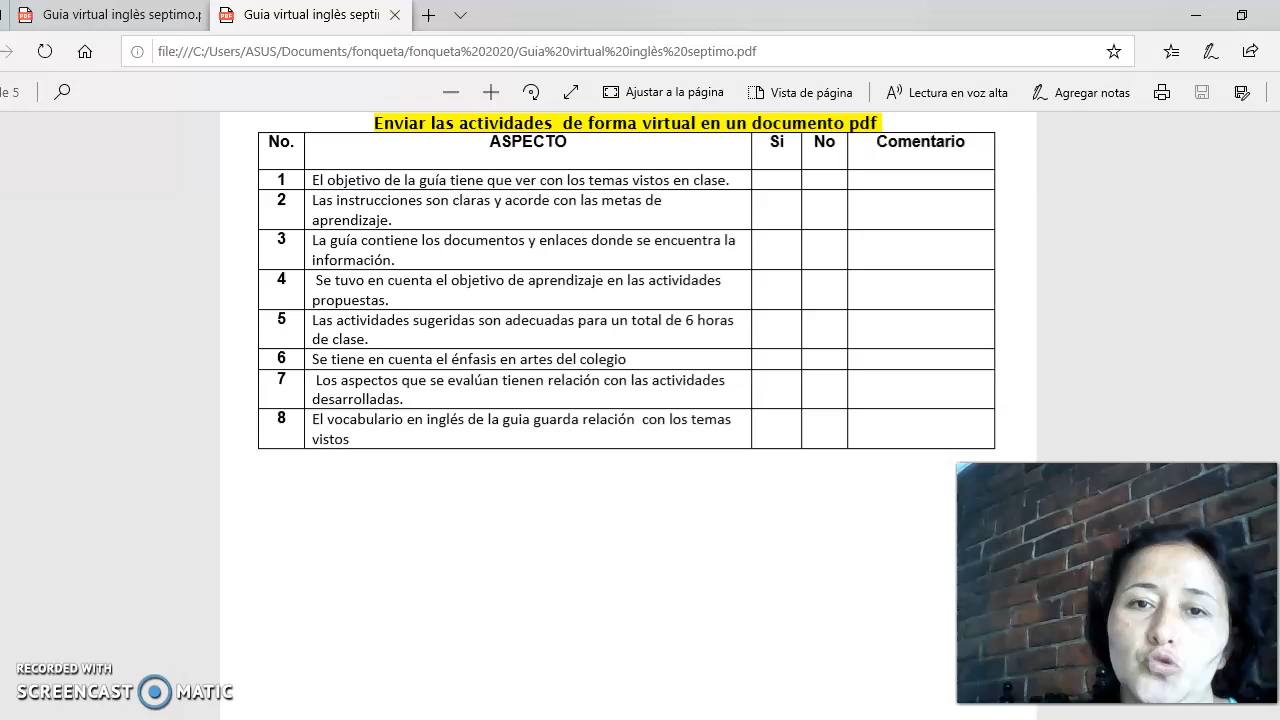 Guia virtual inglès septimo.p
Guia virtual inglès septi
file:///C:/Users/ASUS/Documents/fonqueta/fonqueta%202020/Guia%20virtual%20inglès%20septimo.pdf
de 5
Ajustar a la página
Vista de página
Lectura en voz alta
Agregar notas
Enviar las actividades de forma virtual en un documento pdf
No. ASPECTO Si No Comentario
1 El objetivo de la guía tiene que ver con los temas vistos en clase.
2 Las instrucciones son claras y acorde con las metas de
aprendizaje.
3 La guía contiene los documentos y enlaces donde se encuentra la
información.
4 Se tuvo en cuenta el objetivo de aprendizaje en las actividades
propuestas.
5 Las actividades sugeridas son adecuadas para un total de 6 horas
de clase.
6 Se tiene en cuenta el énfasis en artes del colegio
7 Los aspectos que se evalúan tienen relación con las actividades
desarrolladas.
8 El vocabulario en inglés de la guia guarda relación con los temas
vistos
RECORDED WITH
SCREENCAST MATIC